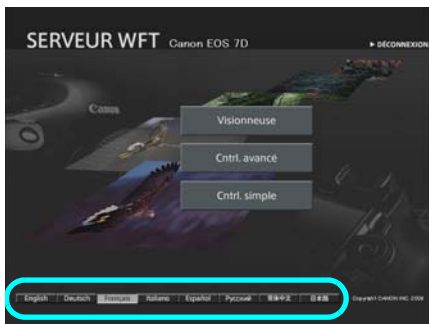 SERVEUR WFT Canon EOS 7D
► DÉCONNEXION
Canon
Visionneuse
Cntrl. avancé
Cntrl. simple
English Deutsch Français Italiano Español Русский 简体中文 日本語 Copyright CANON INC. 2009